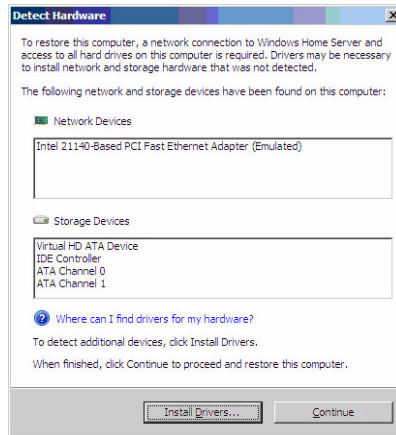 Detect Hardware
To restore this computer, a network connection to Windows Home Server and
access to all hard drives on this computer is required. Drivers may be necessary
to install network and storage hardware that was not detected.
The following network and storage devices have been found on this computer:
Network Devices
Intel 21140-Based PCI Fast Ethernet Adapter (Emulated)
Storage Devices
Virtual HD ATA Device
IDE Controller
ATA Channel 0
ATA Channel 1
Where can I find drivers for my hardware?
To detect additional devices, click Install Drivers.
When finished, click Continue to proceed and restore this computer.
Install Drivers... Continue